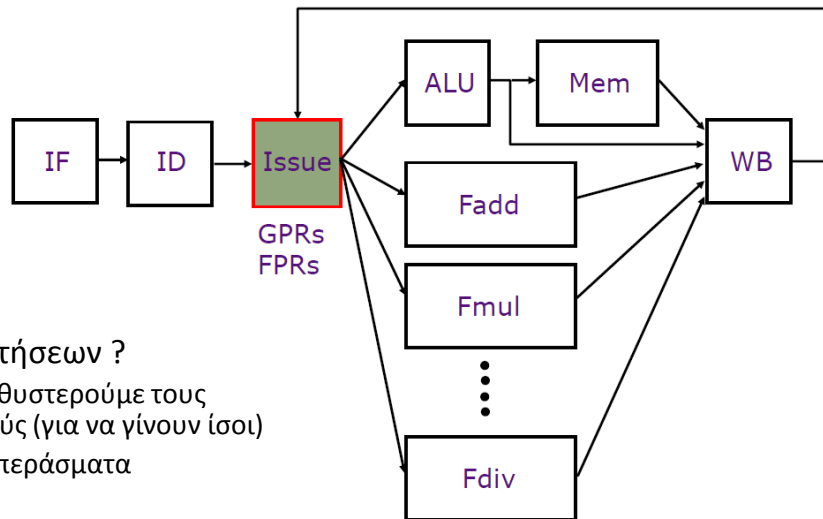 ALU
Mem
IF
ID
Issue
WB
Fadd
GPRs
FPRs
Fmul
τήσεων ?
θυστερούμε τους
ύς (για να γίνουν ίσοι)
περάσματα
Fdiv